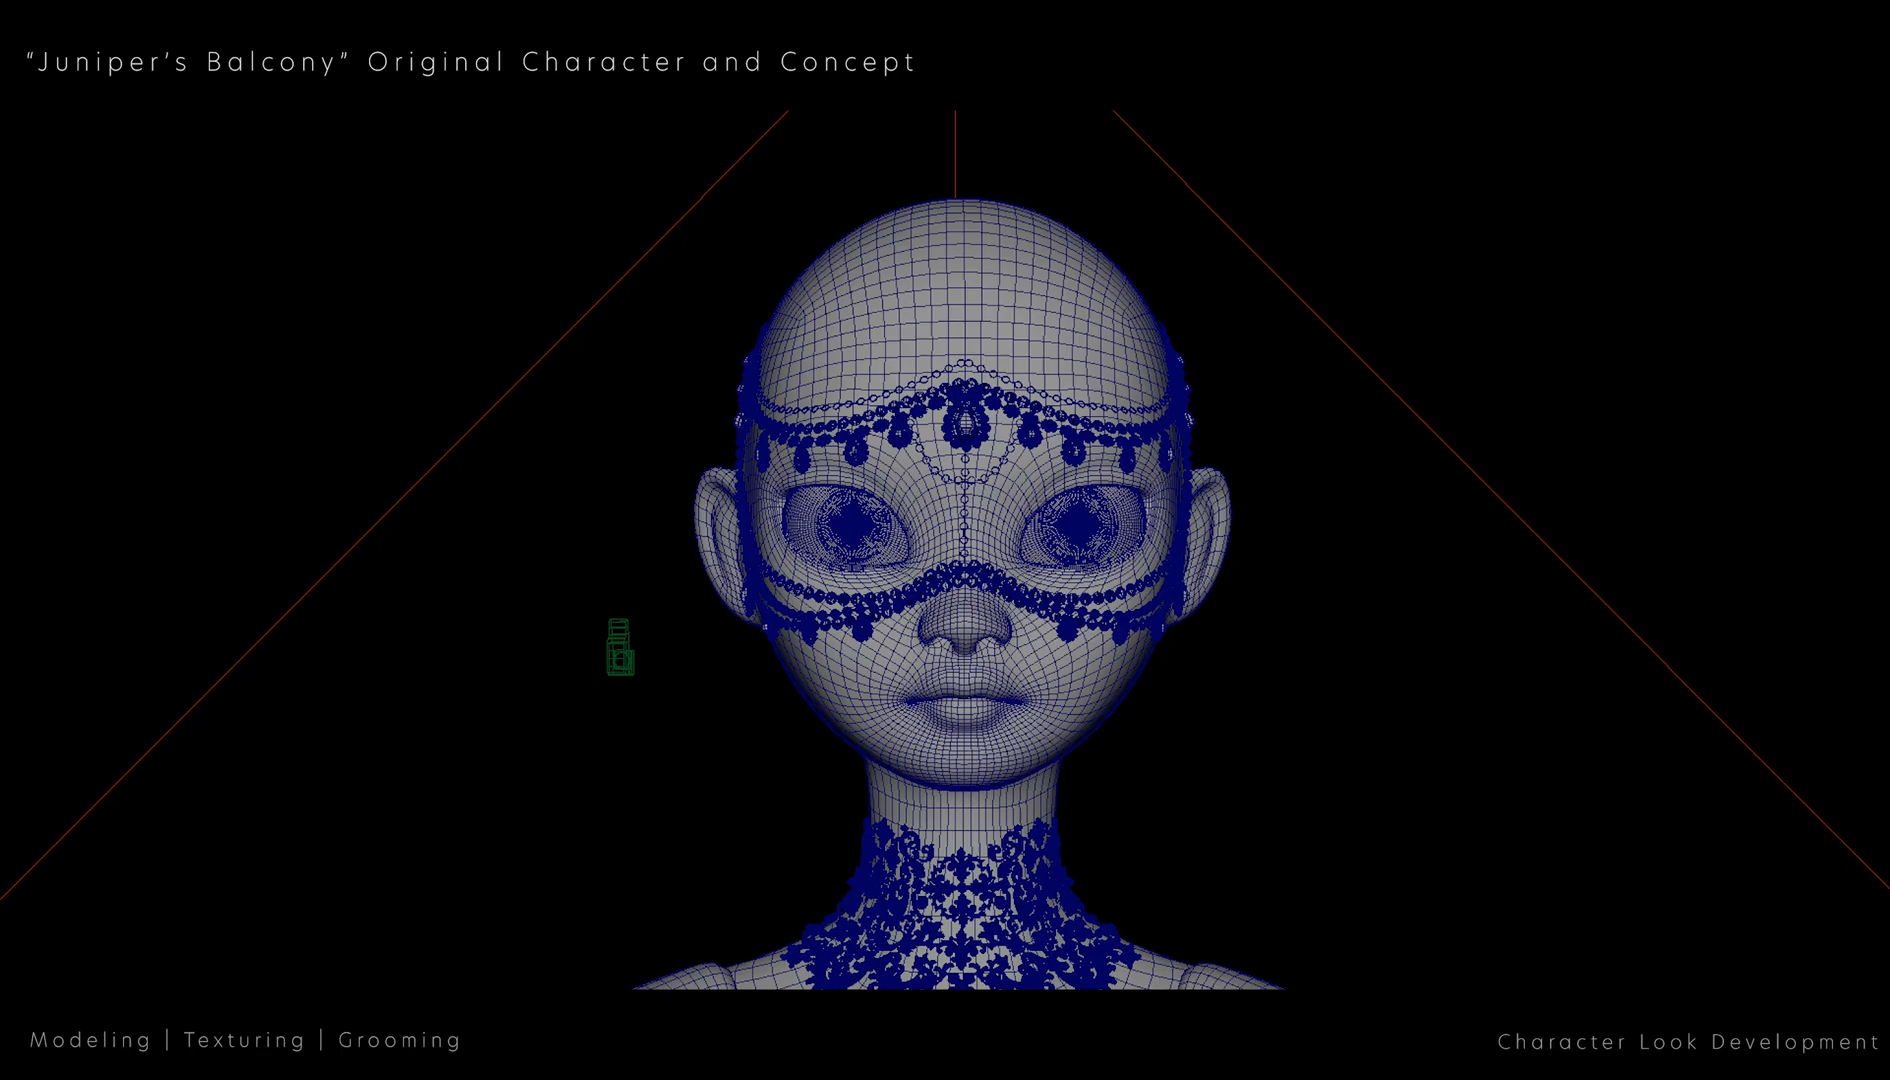 “Juniper’s Balcony” Original Character and Concept
Modeling | Texturing | Grooming
Character Look Development